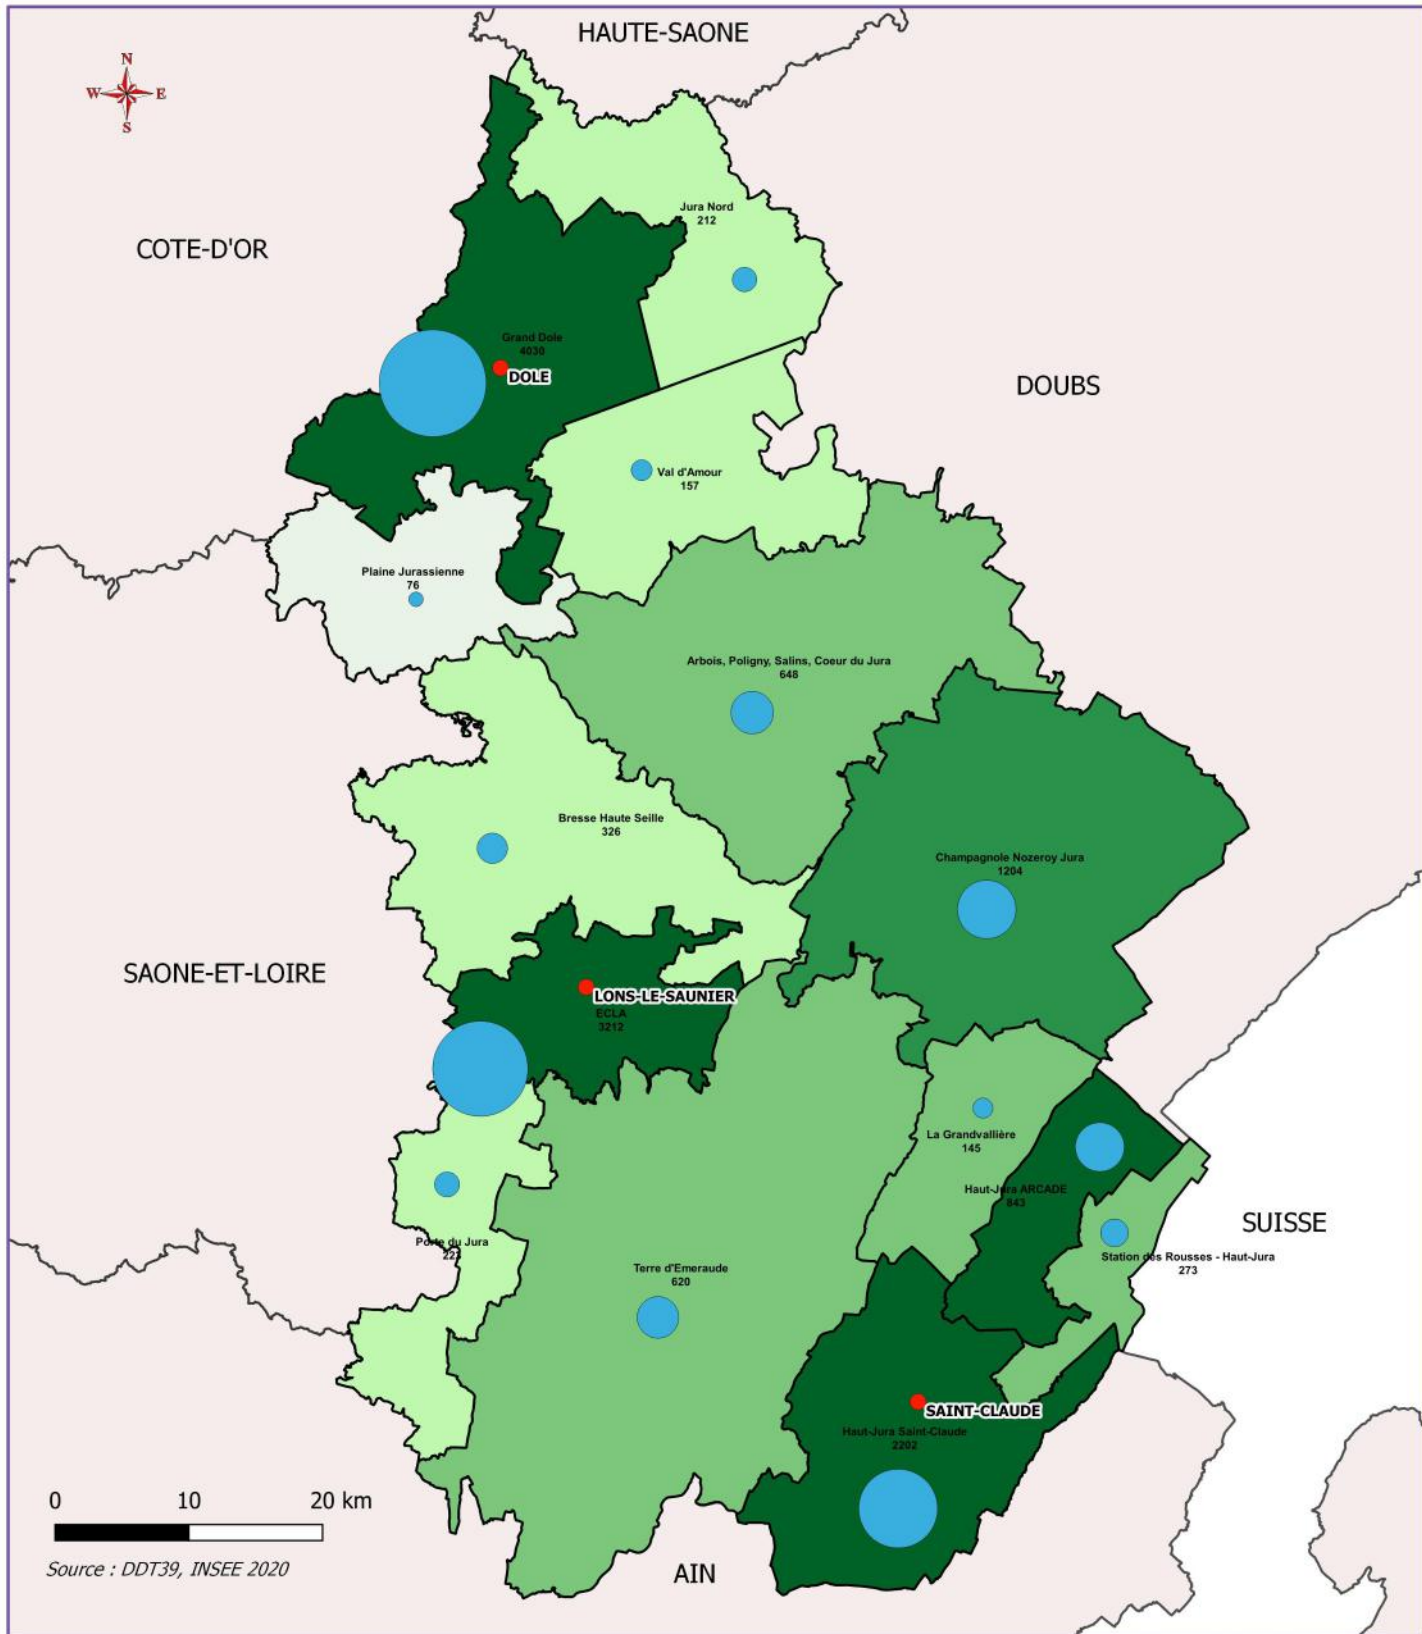 HAUTE-SAONE
N
W E
S
COTE-D'OR
Jura Nord
212
Grand Dole
4030
DOLE
DOUBS
Val d'Amour
157
Plaine Jurassienne
76
Arbois, Poligny, Salins, Coeur du Jura
648
Bresse Haute Seille
326
Champagnole Nozeroy Jura
1204
SAONE-ET-LOIRE
LONS-LE-SAUNIER
ECLA
3212
La Grandvallière
145
Haut-Jura ARCADE
843
SUISSE
Porte du Jura
223
Station des Rousses - Haut-Jura
273
Terre d'Emeraude
620
SAINT-CLAUDE
Haut-Jura Saint-Claude
2202
0 10 20 km
Source : DDT39, INSEE 2020
AIN